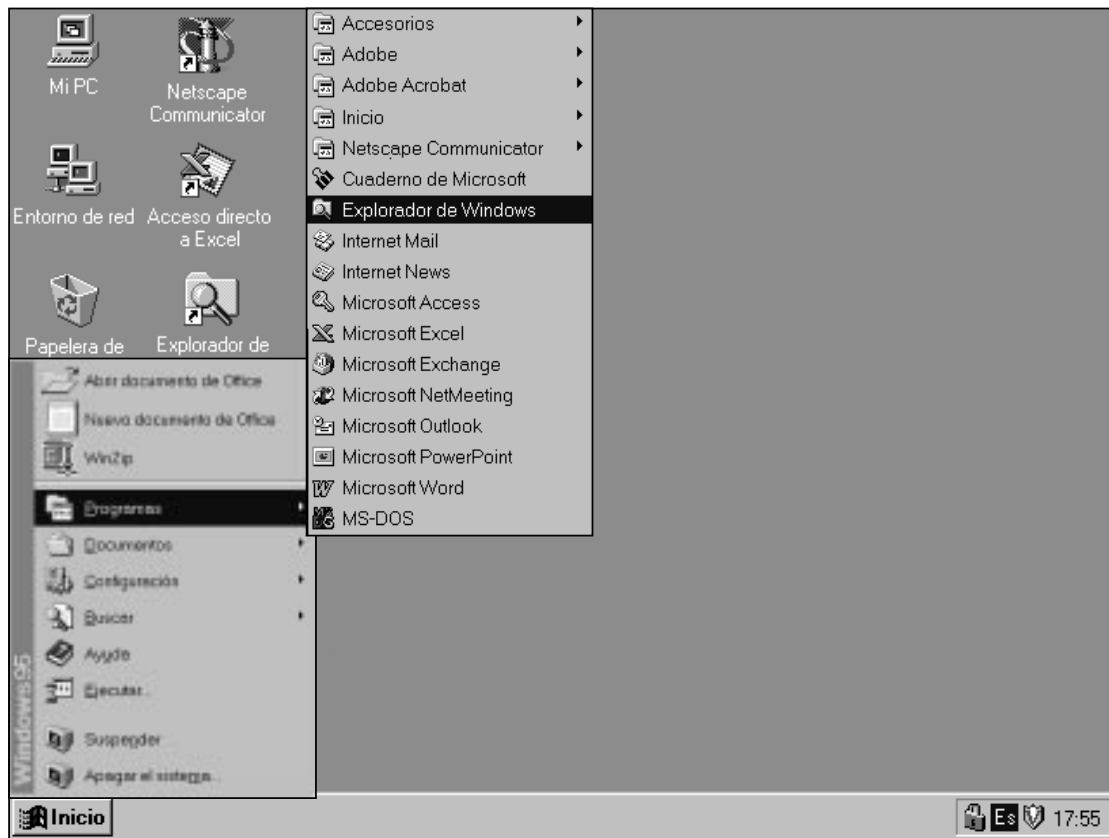 Mi PC
Netscape
Communicator
Entorno de red
Acceso directo
a Excel
Papelera de
Explorador de
Accesorios
Adobe
Adobe Acrobat
Inicio
Netscape Communicator
Cuaderno de Microsoft
Explorador de Windows
Internet Mail
Internet News
Microsoft Access
Microsoft Excel
Microsoft Exchange
Microsoft NetMeeting
Microsoft Outlook
Microsoft PowerPoint
Microsoft Word
MS-DOS
Abrir documento de Office
Nuevo documento de Office
WinZip
Programas
Documentos
Configuración
Buscar
Ayuda
Ejecutar...
Suspender
Apagar el sistema...
Windows95
Inicio
Es
17:55